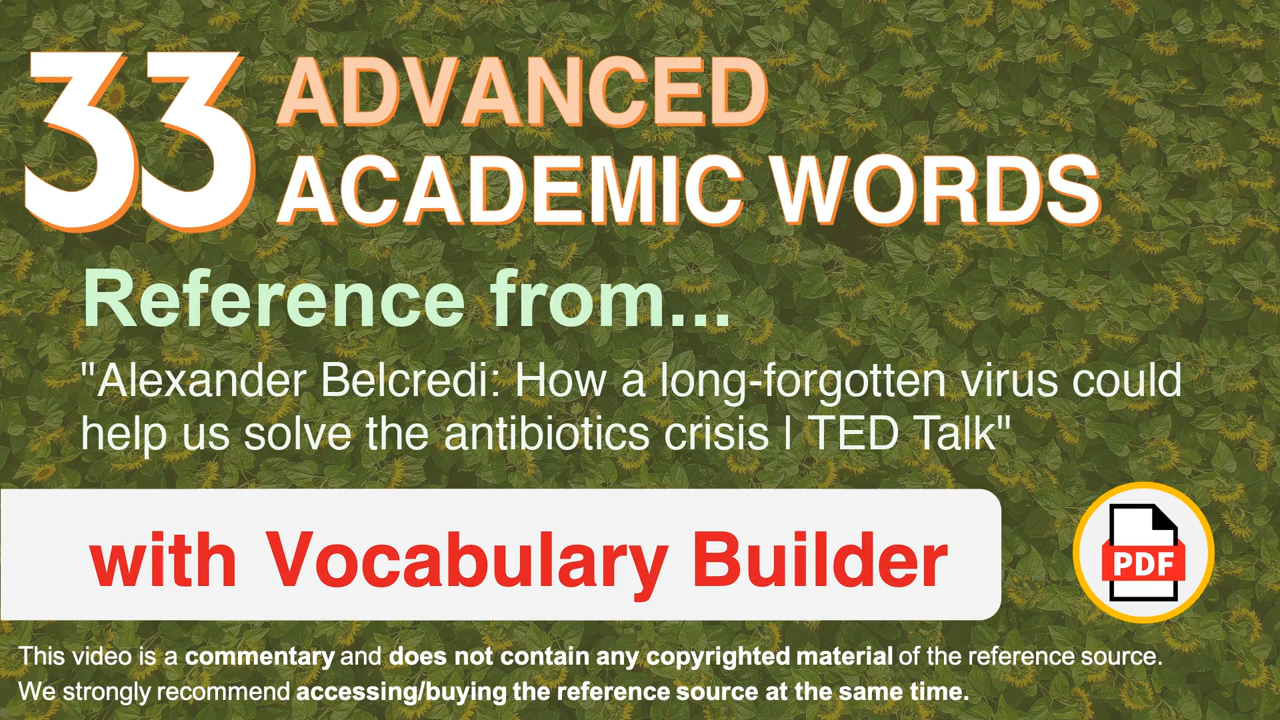 33 ADVANCED
ACADEMIC WORDS
Reference from...
"Alexander Belcredi: How a long-forgotten virus could
help us solve the antibiotics crisis | TED Talk"
with Vocabulary Builder
PDF
This video is a commentary and does not contain any copyrighted material of the reference source.
We strongly recommend accessing/buying the reference source at the same time.